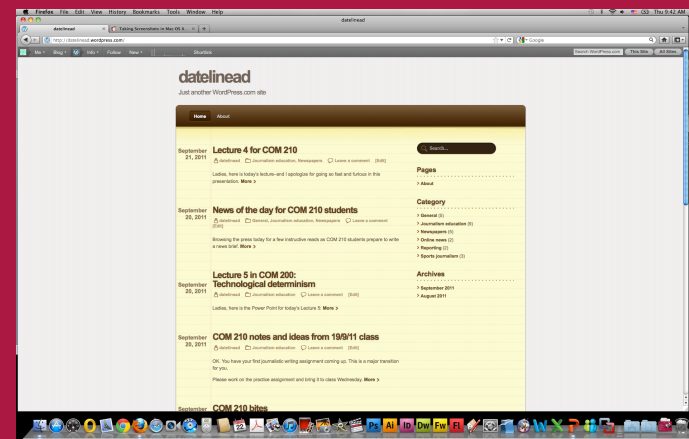 Firefox File Edit View History Bookmarks Tools Window Help
Thu 9:42 AM
datelinead
datelinead
Taking Screenshots in Mac OS X...
http://datelinead.wordpress.com/
Google
Me Blog Info Follow New Shortlink
Search WordPress.com This Site All Sites
datelinead
Just another WordPress.com site
Home About
Search...
September 21, 2011
Lecture 4 for COM 210
datelinead Journalism education, Newspapers Leave a comment [Edit]
Ladies, here is today's lecture–and I apologize for going so fast and furious in this
presentation. More >
September 20, 2011
News of the day for COM 210 students
datelinead General, Journalism education, Newspapers Leave a comment
[Edit]
Browsing the press today for a few instructive reads as COM 210 students prepare to write
a news brief. More >
September 20, 2011
Lecture 5 in COM 200:
Technological determinism
datelinead Journalism education Leave a comment [Edit]
Ladies, here is the Power Point for today's Lecture 5: More >
September 20, 2011
COM 210 notes and ideas from 19/9/11 class
datelinead Journalism education Leave a comment [Edit]
OK. You have your first journalistic writing assignment coming up. This is a major transition
for you.
Please work on the practice assignment and bring it to class Wednesday. More >
September
COM 210 bites
Pages
> About
Category
> General (5)
> Journalism education (9)
> Newspapers (5)
> Online news (2)
> Reporting (2)
> Sports journalism (3)
Archives
> September 2011
> August 2011
Ps Ai Id Dw Fw Fl